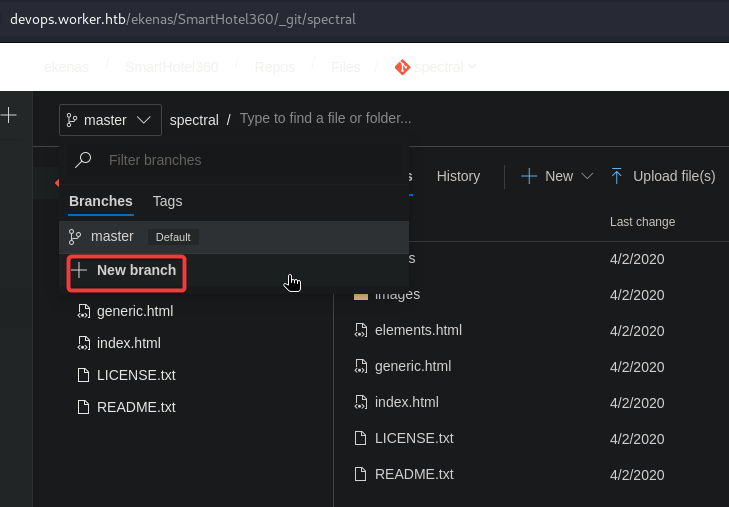 devops.worker.htb/ekenas/SmartHotel360/_git/spectral
ekenas / SmartHotel360 / Repos / Files / spectral
master spectral / Type to find a file or folder...
Filter branches
s History New Upload file(s)
Branches Tags
Last change
master Default
New branch
s 4/2/2020
images 4/2/2020
generic.html
elements.html 4/2/2020
index.html
generic.html 4/2/2020
LICENSE.txt
index.html 4/2/2020
README.txt
LICENSE.txt 4/2/2020
README.txt 4/2/2020